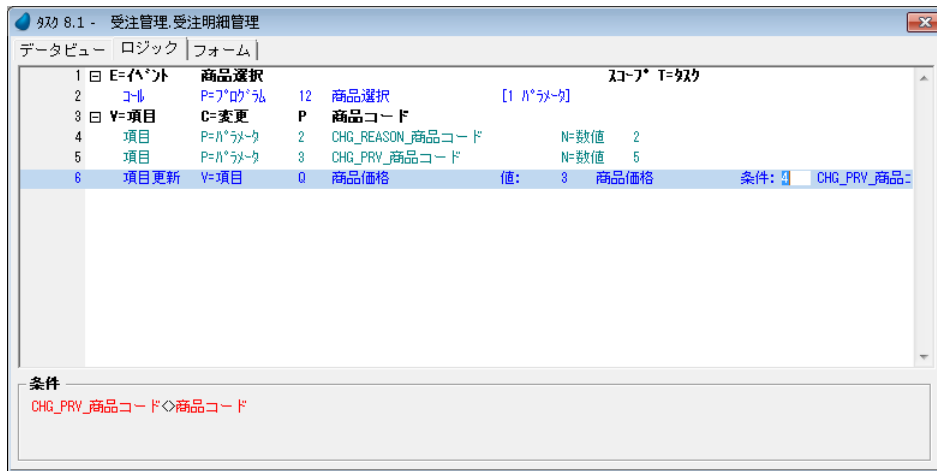 ﾀｽｸ 8.1 - 受注管理.受注明細管理
データビュー ロジック フォーム
1 E=ｲﾍﾞﾝﾄ 商品選択 ｽｺｰﾌﾟ T=ﾀｽｸ
2 ｺｰﾙ P=ﾌﾟﾛｸﾞﾗﾑ 12 商品選択 [1 ﾊﾟﾗﾒｰﾀ]
3 V=項目 C=変更 P 商品コード
4 項目 P=ﾊﾟﾗﾒｰﾀ 2 CHG_REASON_商品コード N=数値 2
5 項目 P=ﾊﾟﾗﾒｰﾀ 3 CHG_PRV_商品コード N=数値 5
6 項目更新 V=項目 Q 商品価格 値: 3 商品価格 条件: 4 CHG_PRV_商品コ
条件
CHG_PRV_商品コード<>商品コード